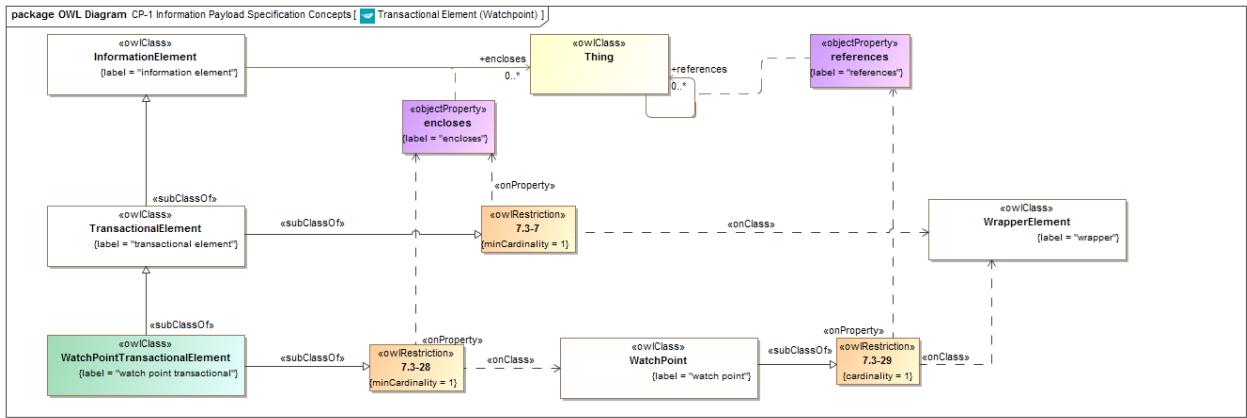 package OWL Diagram CP-1 Information Payload Specification Concepts [ Transactional Element (Watchpoint) ]
«owlClass»
InformationElement
{label = "information element"}
+encloses
0..*
«owlClass»
Thing
+references
0..*
«objectProperty»
references
{label = "references"}
«objectProperty»
encloses
{label = "encloses"}
«onProperty»
«subClassOf»
«owlClass»
TransactionalElement
{label = "transactional element"}
«subClassOf»
«owlRestriction»
7.3-7
{minCardinality = 1}
«onClass»
«owlClass»
WrapperElement
{label = "wrapper"}
«subClassOf»
«owlClass»
WatchPointTransactionalElement
{label = "watch point transactional"}
«subClassOf»
«onProperty»
«owlRestriction»
7.3-28
{minCardinality = 1}
«onClass»
«owlClass»
WatchPoint
{label = "watch point"}
«subClassOf»
«onProperty»
«owlRestriction»
7.3-29
{cardinality = 1}
«onClass»